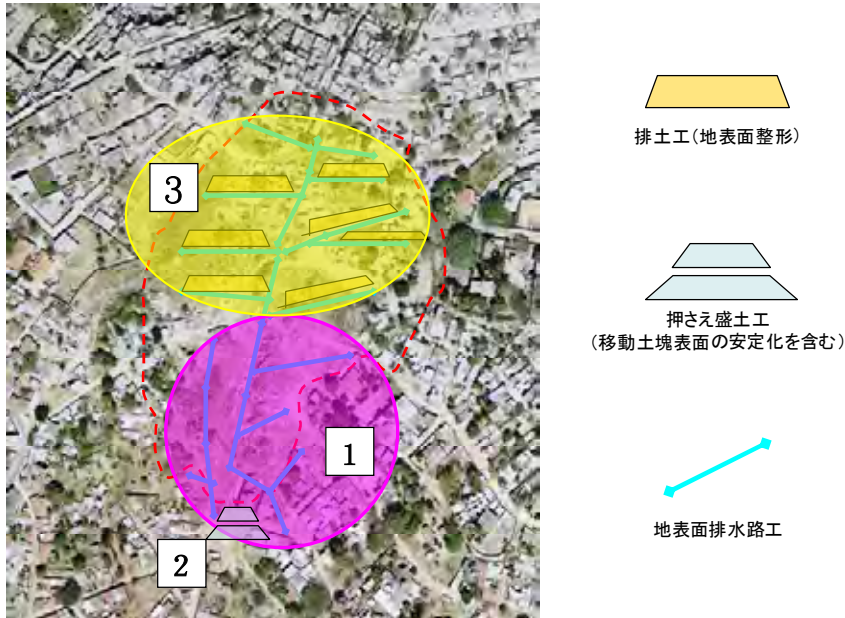 3
1
2
排土工(地表面整形)
押さえ盛土工
(移動土塊表面の安定化を含む)
地表面排水路工